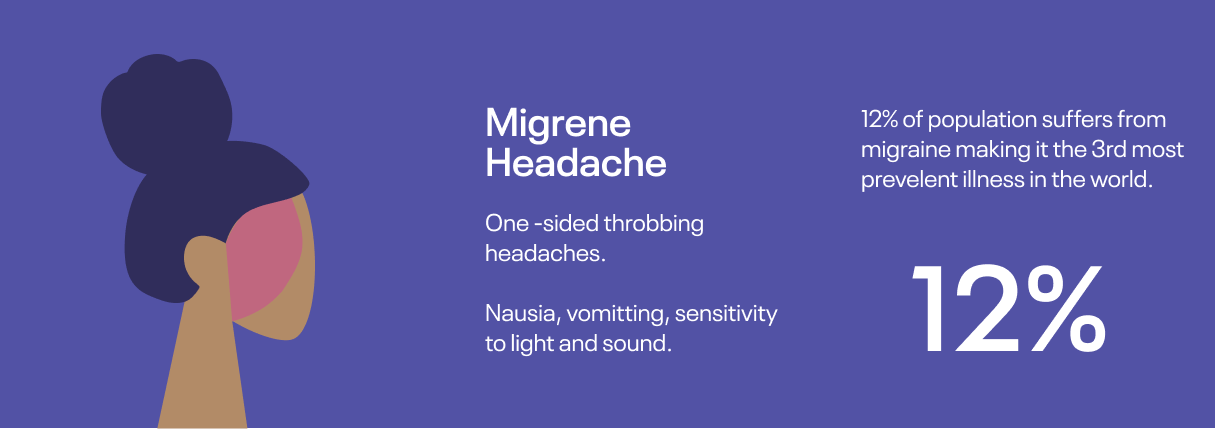 Migrene
Headache
One -sided throbbing
headaches.
Nausia, vomitting, sensitivity
to light and sound.
12% of population suffers from
migraine making it the 3rd most
prevelent illness in the world.
12%